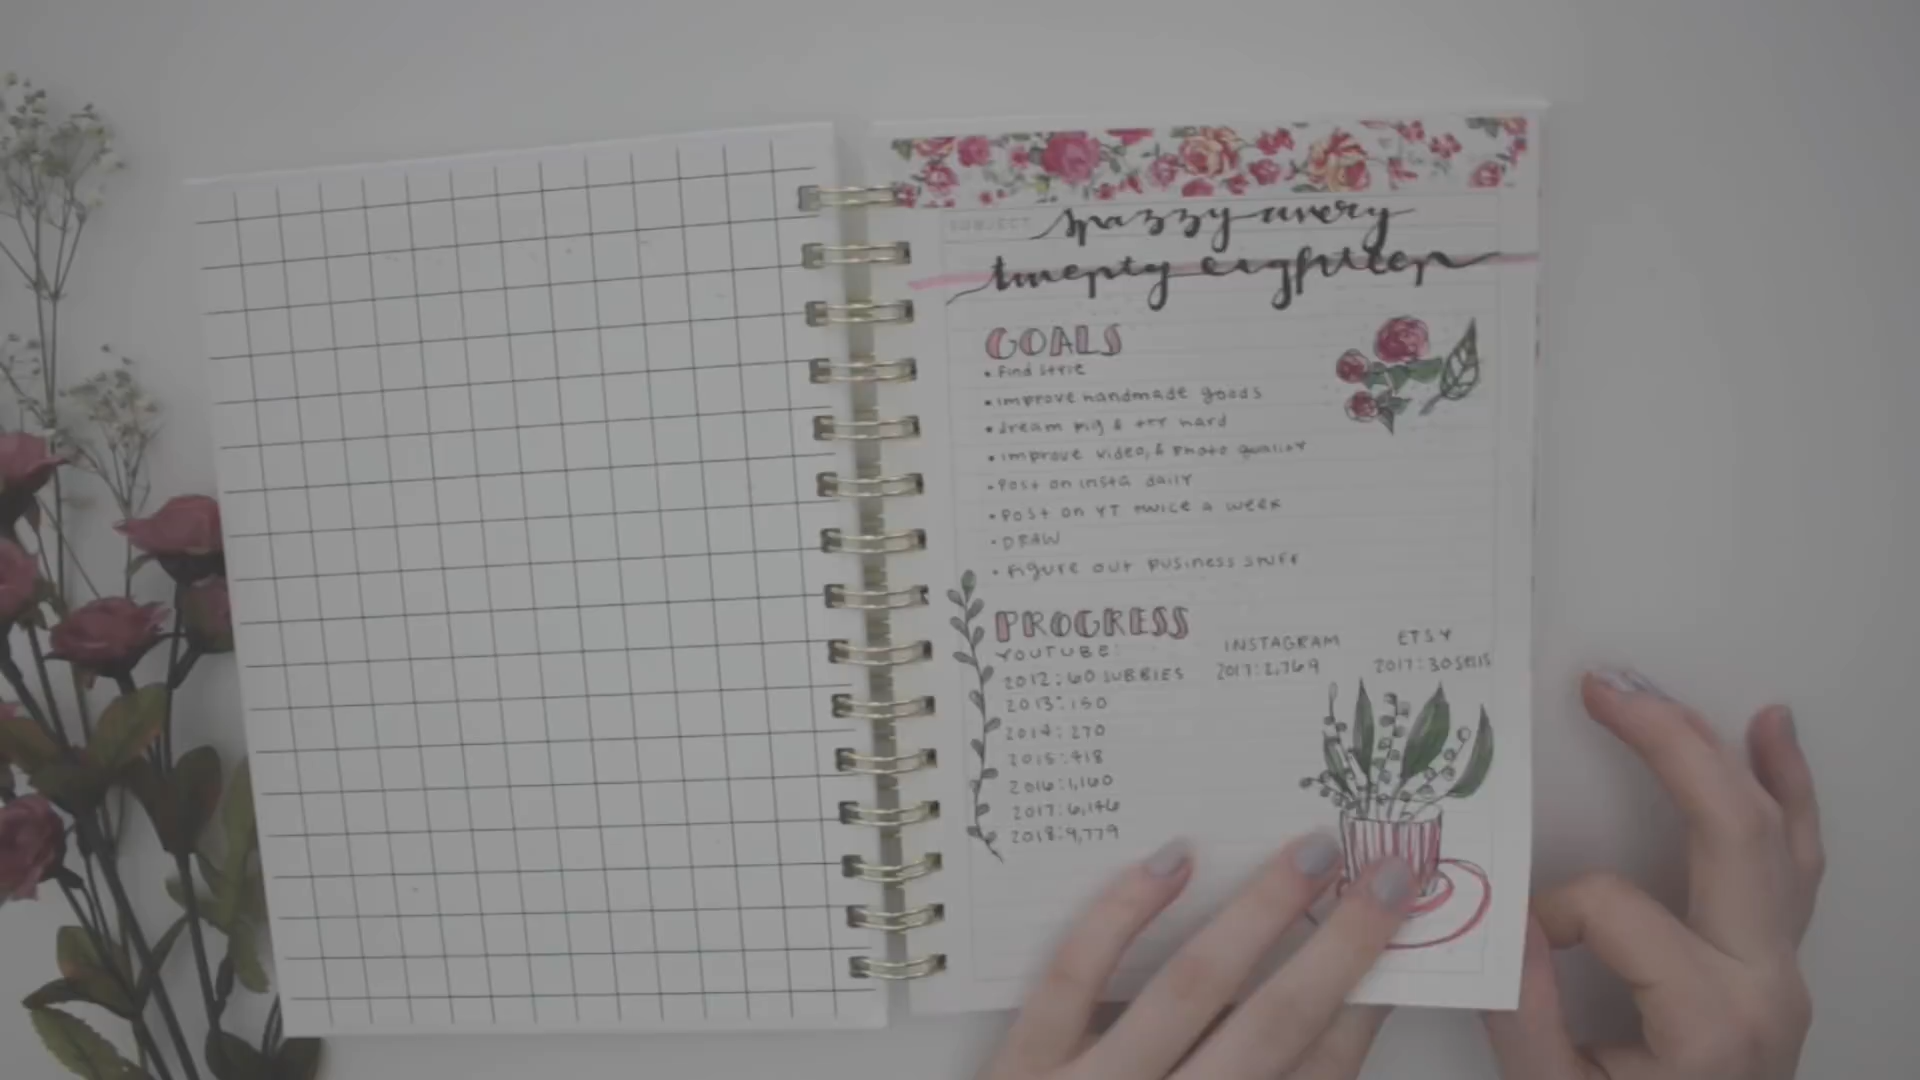 SUBJECT
spazzy avery
twenty eighteen
GOALS
• Find style
• improve handmade goods
• dream big & try hard
• improve video, & photo quality
• Post on insta daily
• Post on YT twice a week
• DRAW
• Figure out business stuff
PROGRESS
YOUTUBE:
2012: 60 SUBBIES
2013: 150
2014: 270
2015: 418
2016: 1,160
2017: 6,146
2018: 9,779
INSTAGRAM
2017: 2,769
ETSY
2017: 30 sells